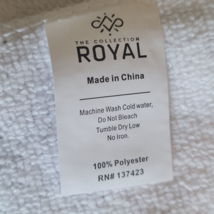 THE COLLECTION
ROYAL
Made in China
Machine Wash Cold water,
Do Not Bleach
Tumble Dry Low
No Iron.
100% Polyester
RN# 137423